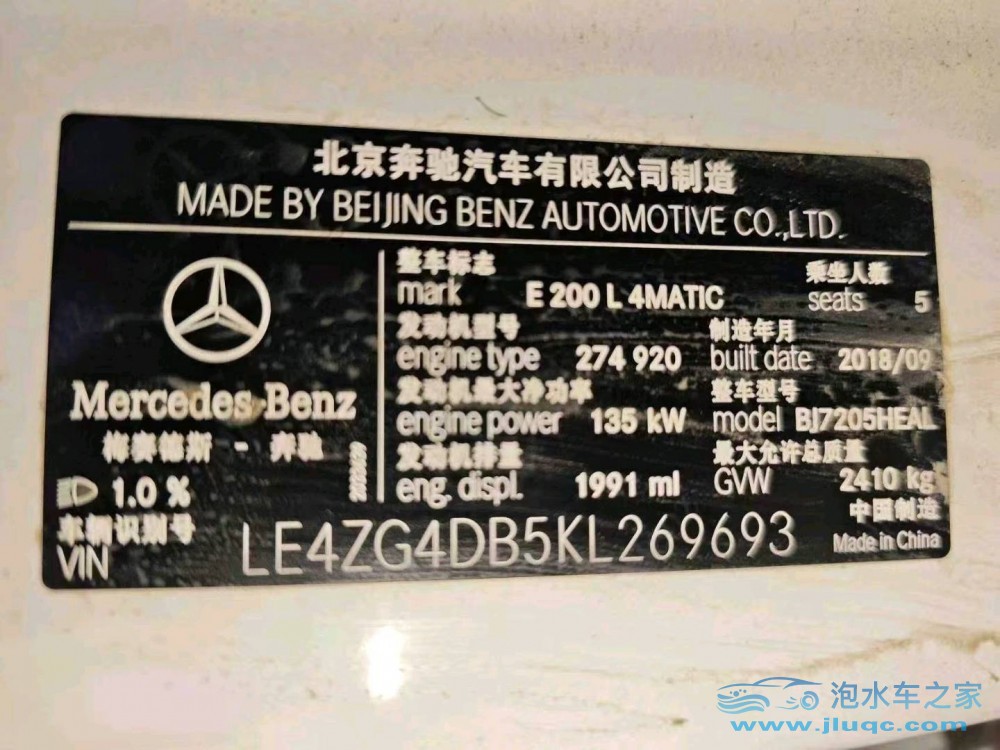 北京奔驰汽车有限公司制造
MADE BY BEIJING BENZ AUTOMOTIVE CO.,LTD.
整车标志 乘坐人数
mark E 200 L 4MATIC seats 5
发动机型号 制造年月
engine type 274 920 built date 2018/09
发动机最大净功率 整车型号
engine power 135 kW model BJ7205HEAL
发动机排量 最大允许总质量
eng. displ. 1991 ml GVW 2410 kg
Mercedes-Benz
梅赛德斯 - 奔驰
1.0 %
中国制造
Made in China
车辆识别号
VIN LE4ZG4DB5KL269693
泡水车之家
www.jluqc.com